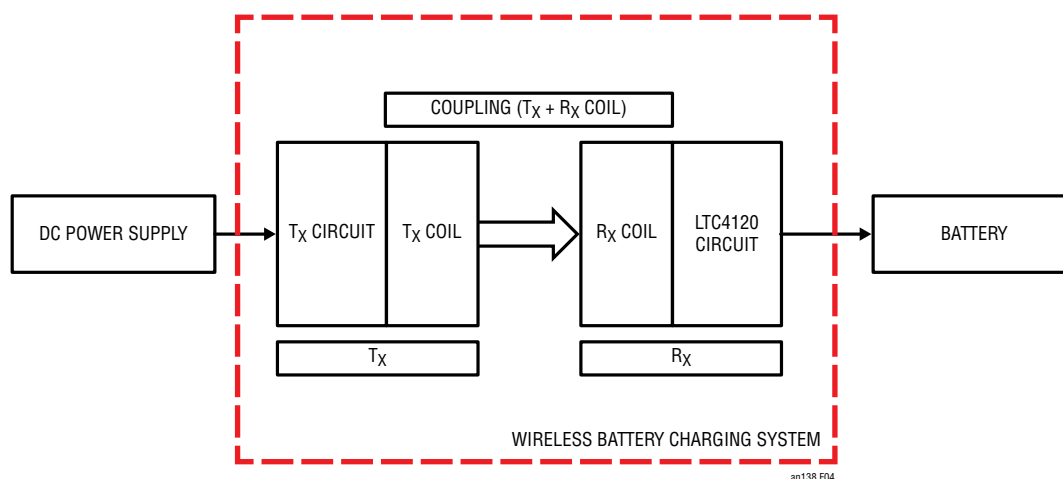 COUPLING (TX + RX COIL)
DC POWER SUPPLY
TX CIRCUIT
TX COIL
RX COIL
LTC4120
CIRCUIT
BATTERY
TX
RX
WIRELESS BATTERY CHARGING SYSTEM
an138 F04